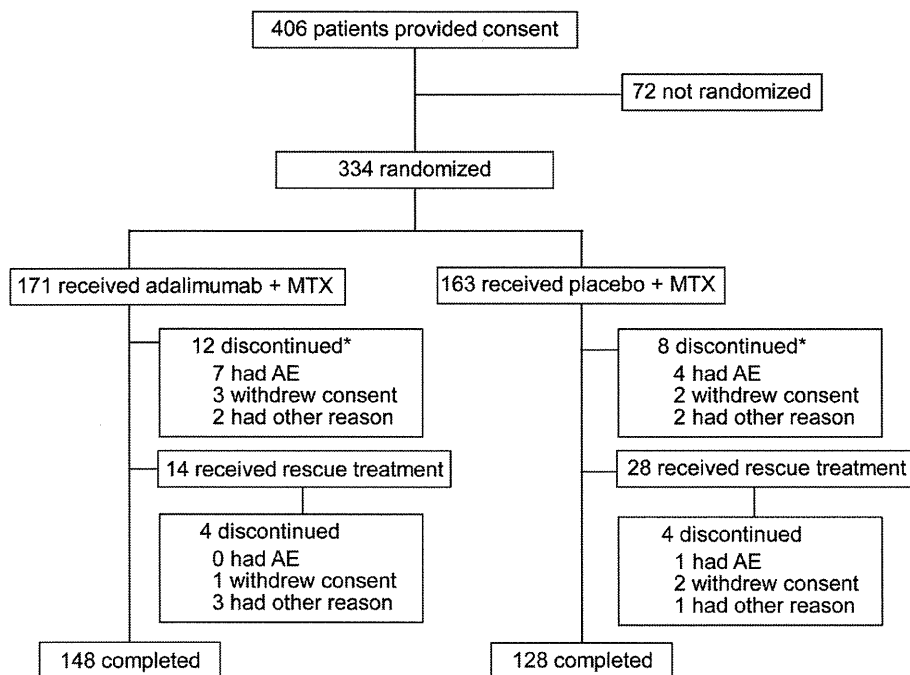 406 patients provided consent
72 not randomized
334 randomized
171 received adalimumab + MTX
163 received placebo + MTX
12 discontinued*
7 had AE
3 withdrew consent
2 had other reason
8 discontinued*
4 had AE
2 withdrew consent
2 had other reason
14 received rescue treatment
28 received rescue treatment
4 discontinued
0 had AE
1 withdrew consent
3 had other reason
4 discontinued
1 had AE
2 withdrew consent
1 had other reason
148 completed
128 completed